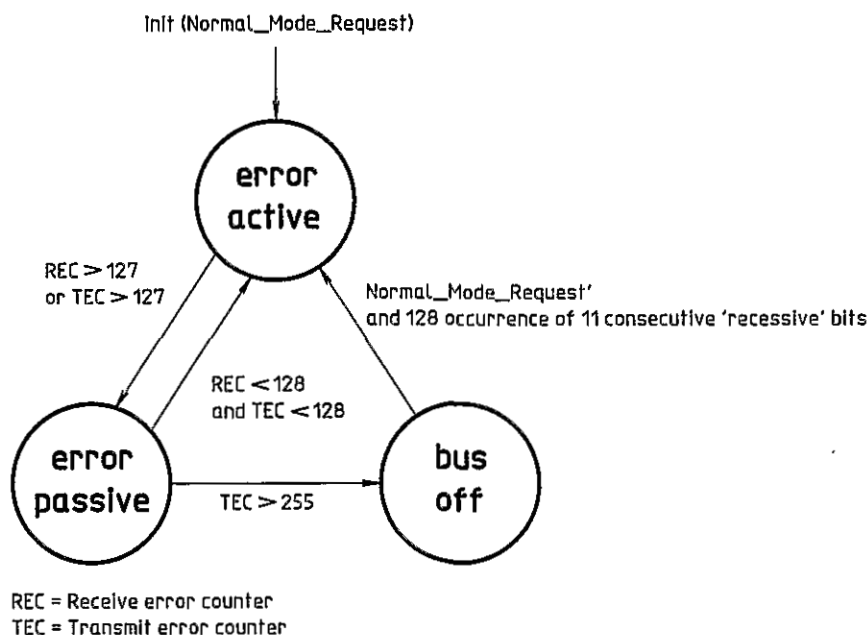 Init (Normal_Mode_Request)
error
active
REC > 127
or TEC > 127
Normal_Mode_Request'
and 128 occurrence of 11 consecutive 'recessive' bits
REC < 128
and TEC < 128
error
passive
TEC > 255
bus
off
REC = Receive error counter
TEC = Transmit error counter